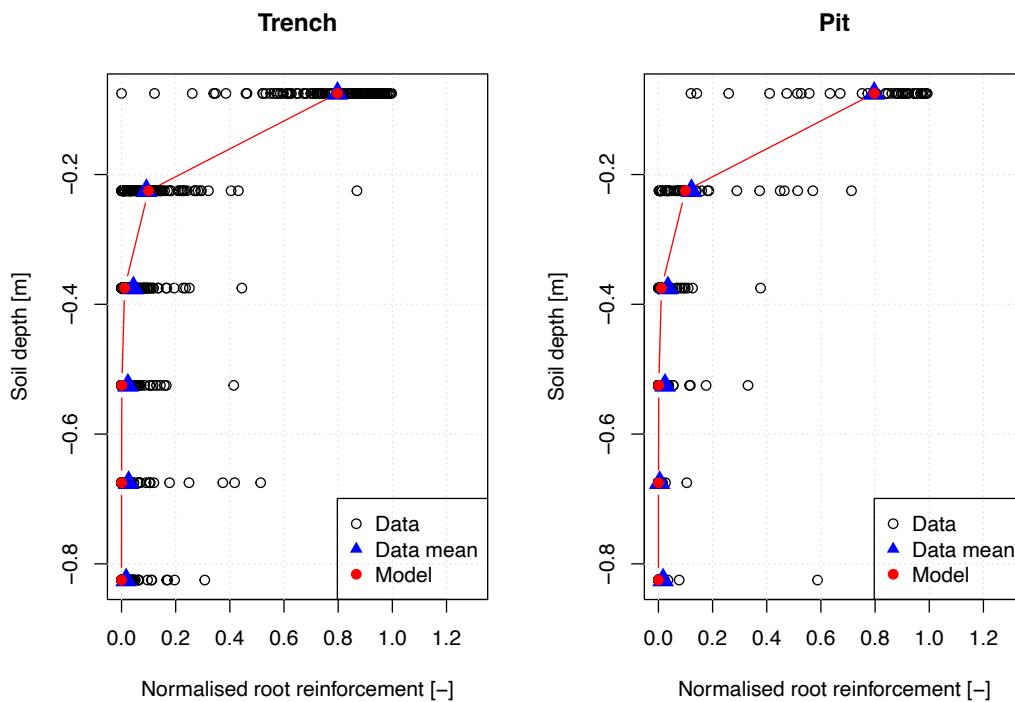 Trench
Pit
Soil depth [m]
−0.2
−0.4
−0.6
−0.8
0.0 0.2 0.4 0.6 0.8 1.0 1.2
Normalised root reinforcement [−]
Data
Data mean
Model
Soil depth [m]
−0.2
−0.4
−0.6
−0.8
0.0 0.2 0.4 0.6 0.8 1.0 1.2
Normalised root reinforcement [−]
Data
Data mean
Model